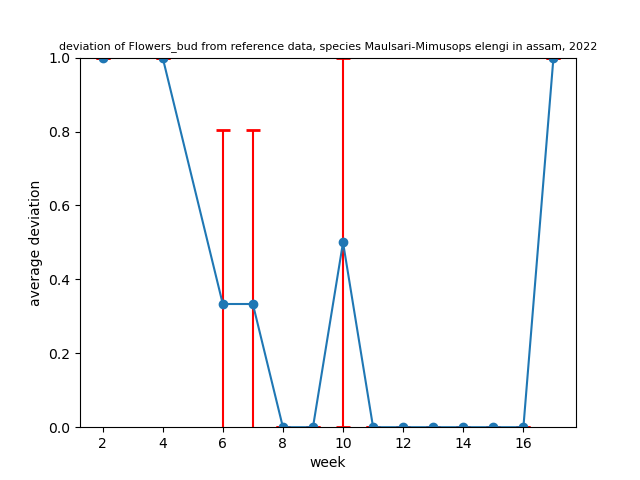 deviation of Flowers_bud from reference data, species Maulsari-Mimusops elengi in assam, 2022
1.0
0.8
0.6
0.4
0.2
0.0
average deviation
2 4 6 8 10 12 14 16
week